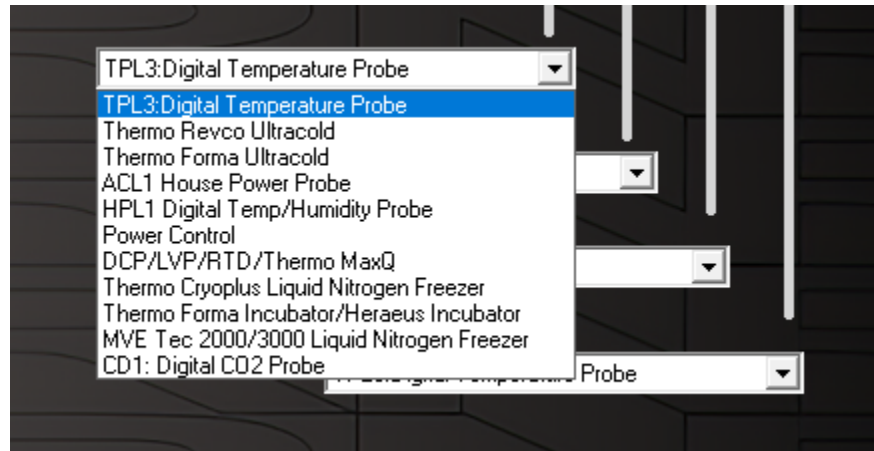 TPL3:Digital Temperature Probe
TPL3:Digital Temperature Probe
Thermo Revco Ultracold
Thermo Forma Ultracold
ACL1 House Power Probe
HPL1 Digital Temp/Humidity Probe
Power Control
DCP/LVP/RTD/Thermo MaxQ
Thermo Cryoplus Liquid Nitrogen Freezer
Thermo Forma Incubator/Heraeus Incubator
MVE Tec 2000/3000 Liquid Nitrogen Freezer
CD1: Digital CO2 Probe
Probe